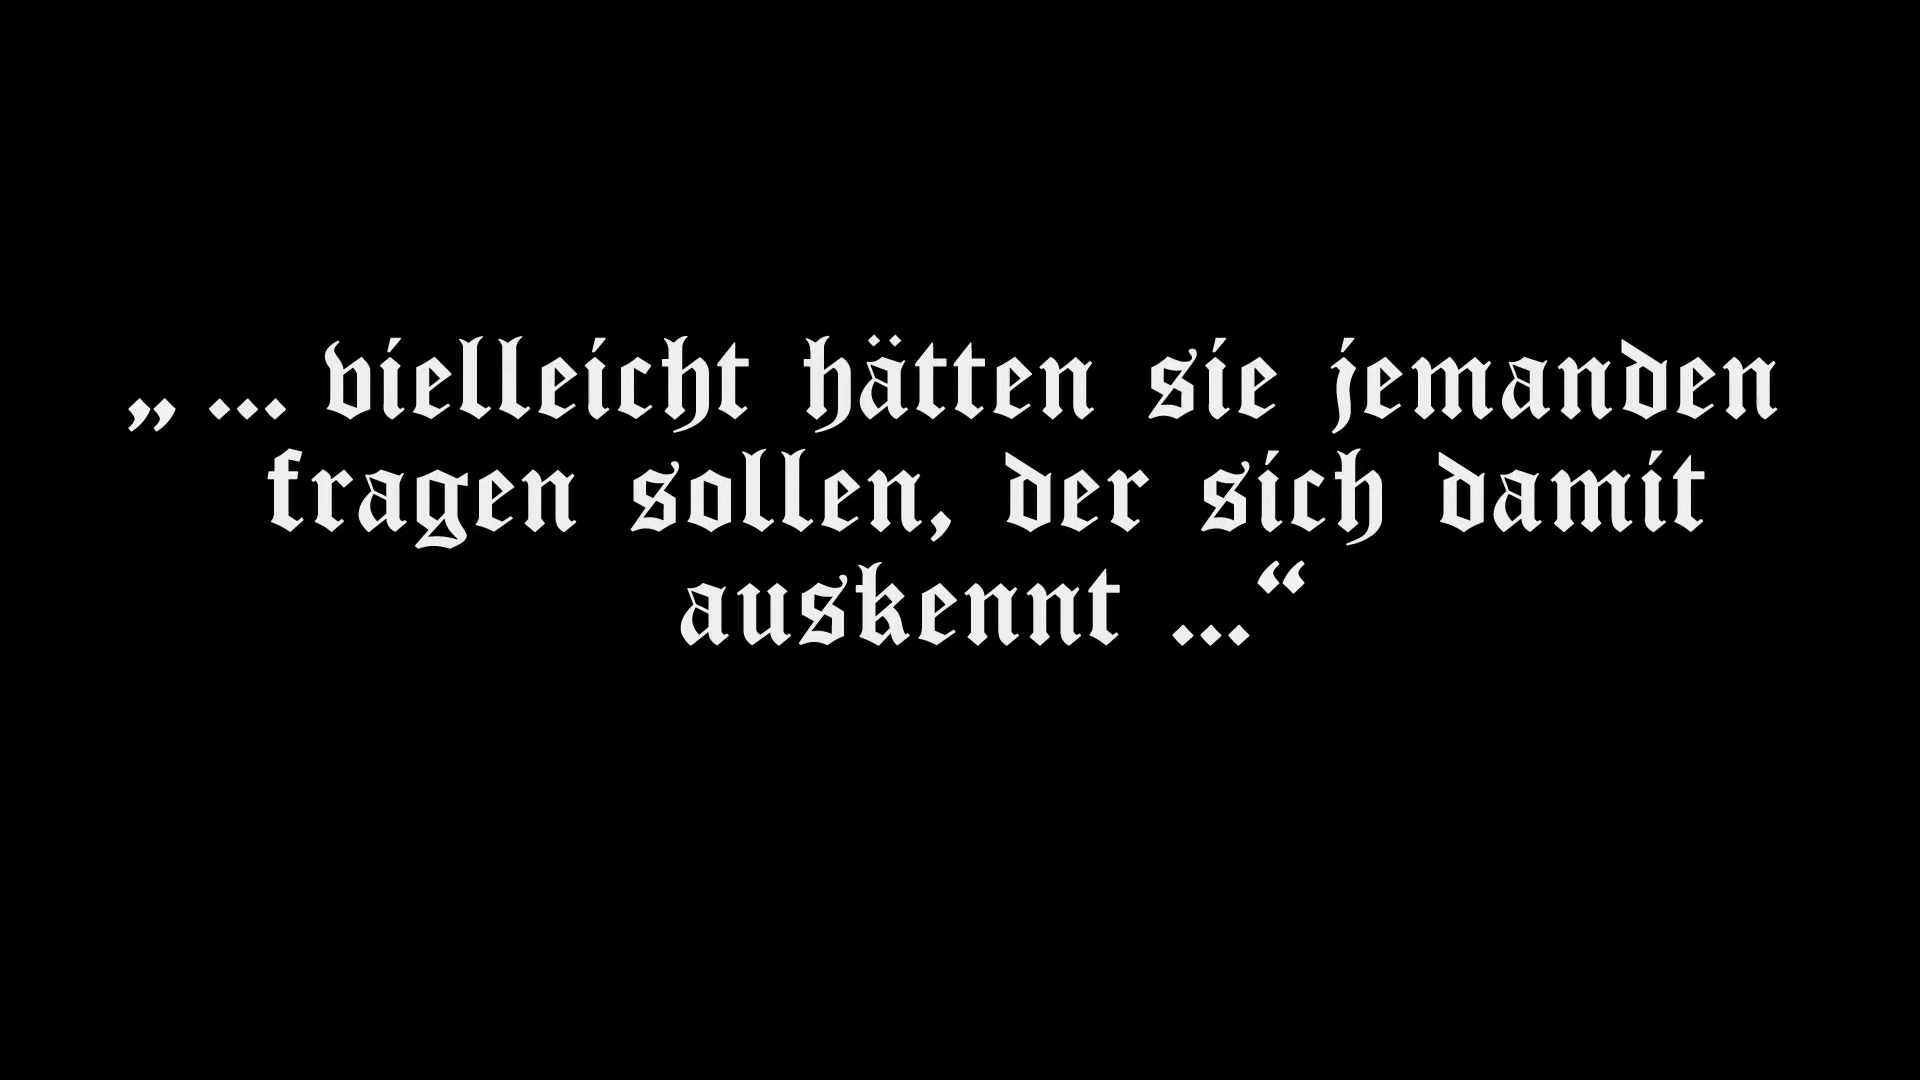 „ ... vielleicht hätten sie jemanden
fragen sollen, der sich damit
auskennt ...“